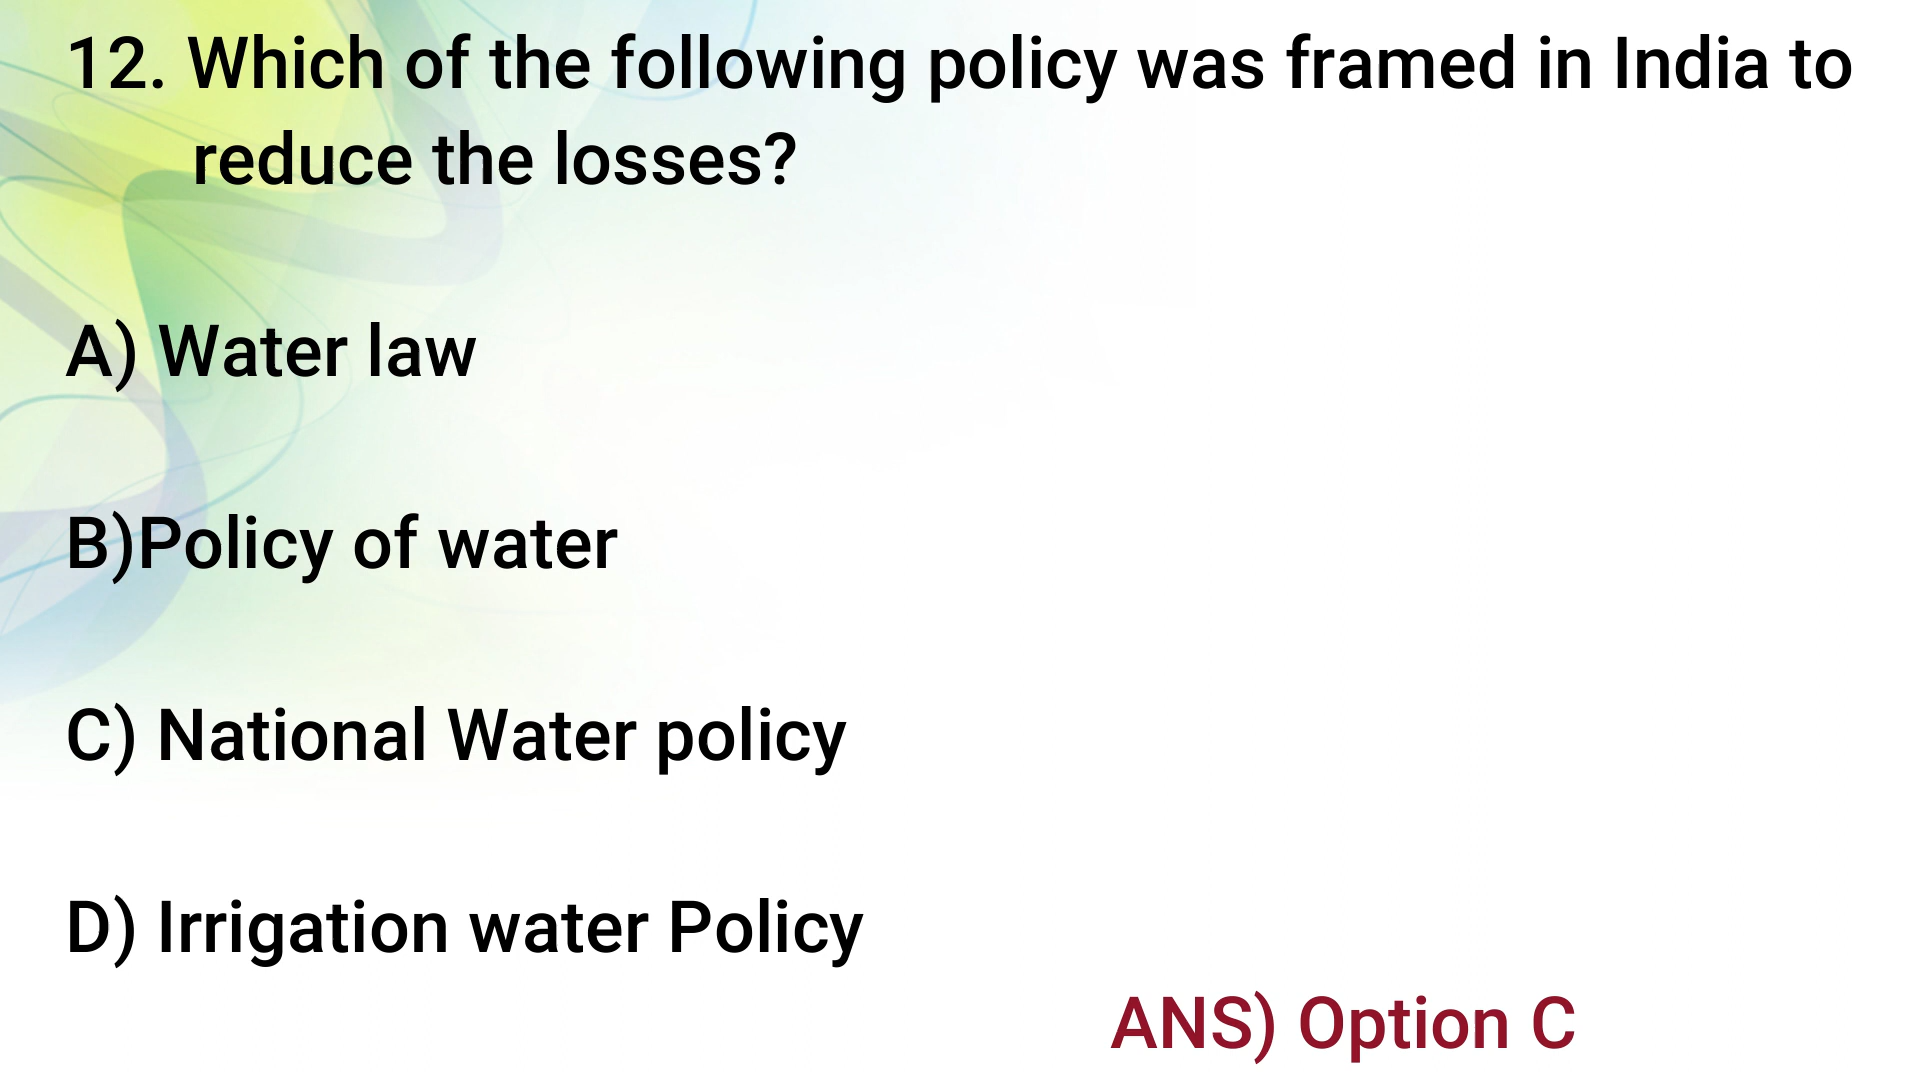 12. Which of the following policy was framed in India to
reduce the losses?
A) Water law
B)Policy of water
C) National Water policy
D) Irrigation water Policy
ANS) Option C